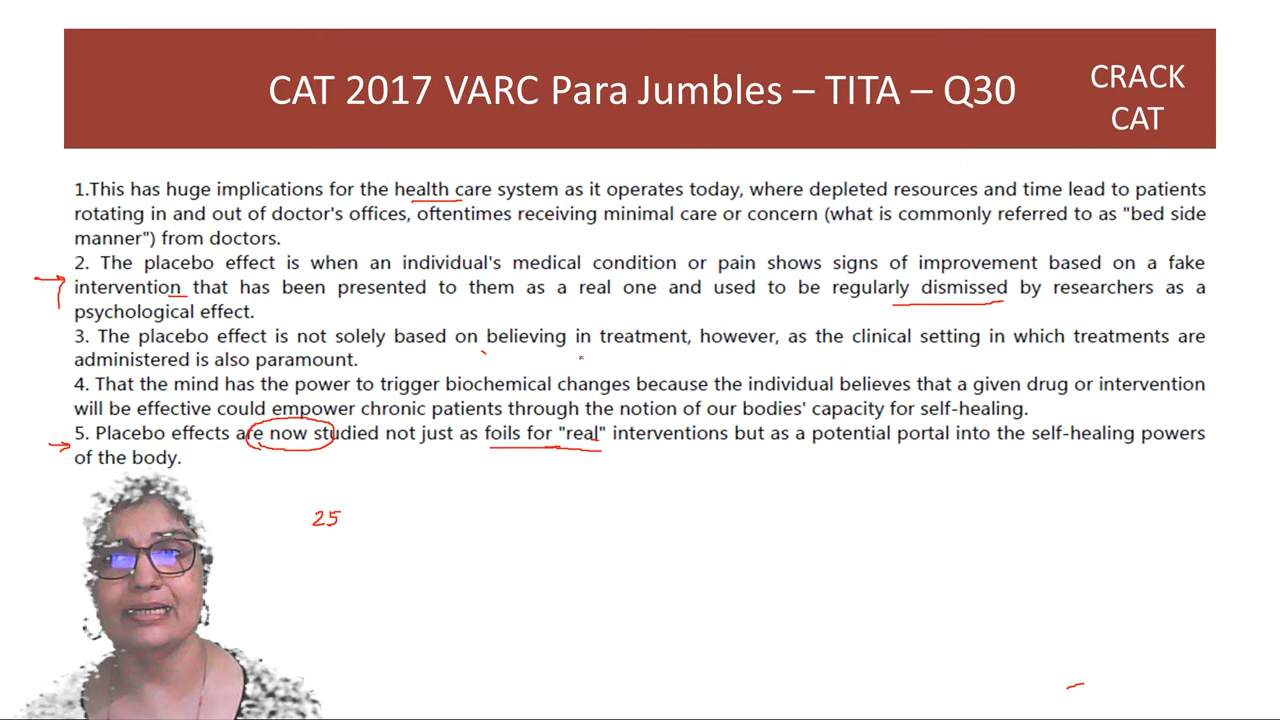 CAT 2017 VARC Para Jumbles – TITA – Q30
CRACK
CAT
1.This has huge implications for the health care system as it operates today, where depleted resources and time lead to patients
rotating in and out of doctor's offices, oftentimes receiving minimal care or concern (what is commonly referred to as "bed side
manner") from doctors.
2. The placebo effect is when an individual's medical condition or pain shows signs of improvement based on a fake
intervention that has been presented to them as a real one and used to be regularly dismissed by researchers as a
psychological effect.
3. The placebo effect is not solely based on believing in treatment, however, as the clinical setting in which treatments are
administered is also paramount.
4. That the mind has the power to trigger biochemical changes because the individual believes that a given drug or intervention
will be effective could empower chronic patients through the notion of our bodies' capacity for self-healing.
5. Placebo effects are now studied not just as foils for "real" interventions but as a potential portal into the self-healing powers
of the body.
25